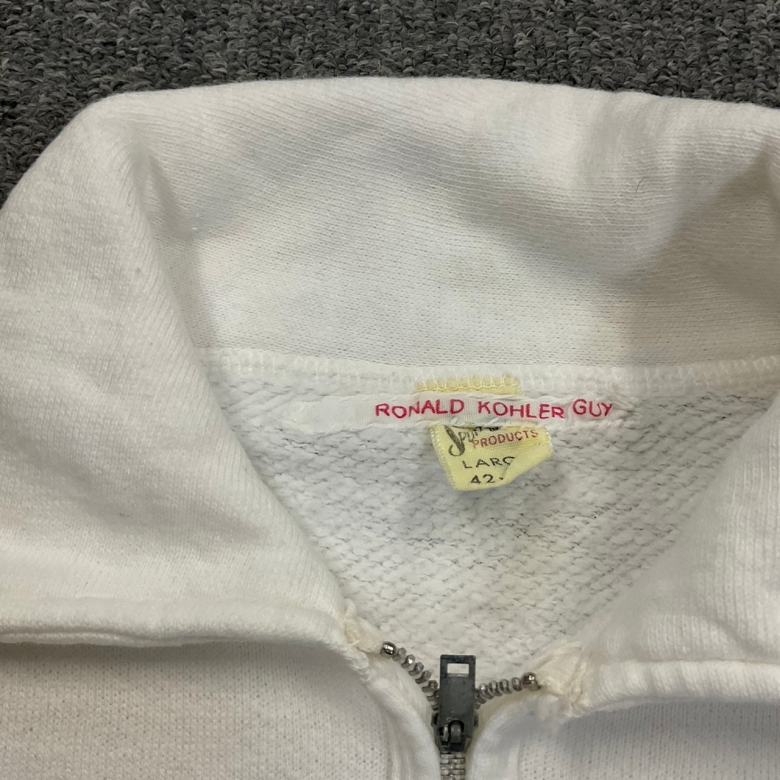 RONALD KOHLER GUY
PRODUCTS
LARG
42